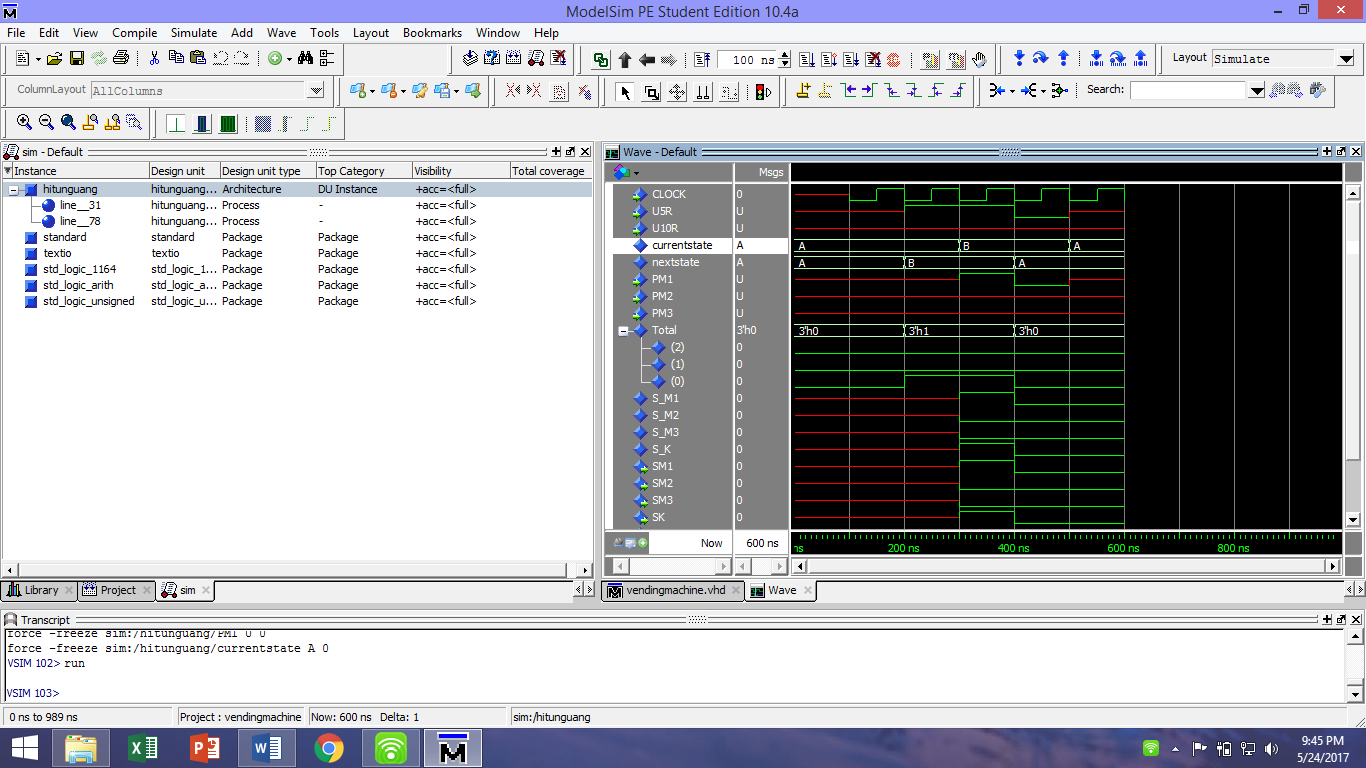 ModelSim PE Student Edition 10.4a
File Edit View Compile Simulate Add Wave Tools Layout Bookmarks Window Help
100 ns
Layout Simulate
ColumnLayout AllColumns
Search:
sim - Default
Instance Design unit Design unit type Top Category Visibility Total coverage
hitunguang hitunguang... Architecture DU Instance +acc=<full>
line__31 hitunguang... Process - +acc=<full>
line__78 hitunguang... Process - +acc=<full>
standard standard Package Package +acc=<full>
textio textio Package Package +acc=<full>
std_logic_1164 std_logic_1... Package Package +acc=<full>
std_logic_arith std_logic_a... Package Package +acc=<full>
std_logic_unsigned std_logic_u... Package Package +acc=<full>
Wave - Default
Msgs
CLOCK 0
U5R U
U10R U
currentstate A A B A
nextstate A A B A
PM1 U
PM2 U
PM3 U
Total 3'h0 3'h0 3'h1 3'h0
(2) 0
(1) 0
(0) 0
S_M1 0
S_M2 0
S_M3 0
S_K 0
SM1 0
SM2 0
SM3 0
SK 0
Now 600 ns
ns 200 ns 400 ns 600 ns 800 ns
Library Project sim
vendingmachine.vhd Wave
Transcript
force -freeze sim:/hitunguang/PM1 0 0
force -freeze sim:/hitunguang/currentstate A 0
VSIM 102> run
VSIM 103>
0 ns to 989 ns Project : vendingmachine Now: 600 ns Delta: 1 sim:/hitunguang
9:45 PM
5/24/2017